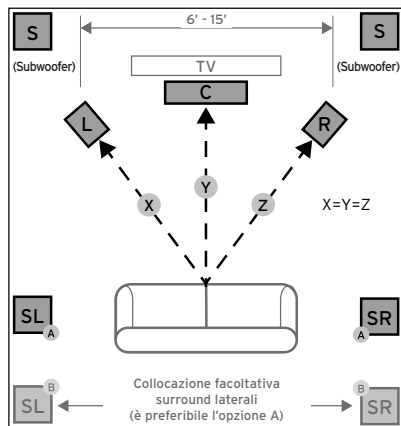 6' - 15'
S
S
(Subwoofer)
(Subwoofer)
TV
C
L
R
X
Y
Z
X=Y=Z
SL
A
SR
A
B
SL
B
SR
Collocazione facoltativa
surround laterali
(è preferibile l'opzione A)